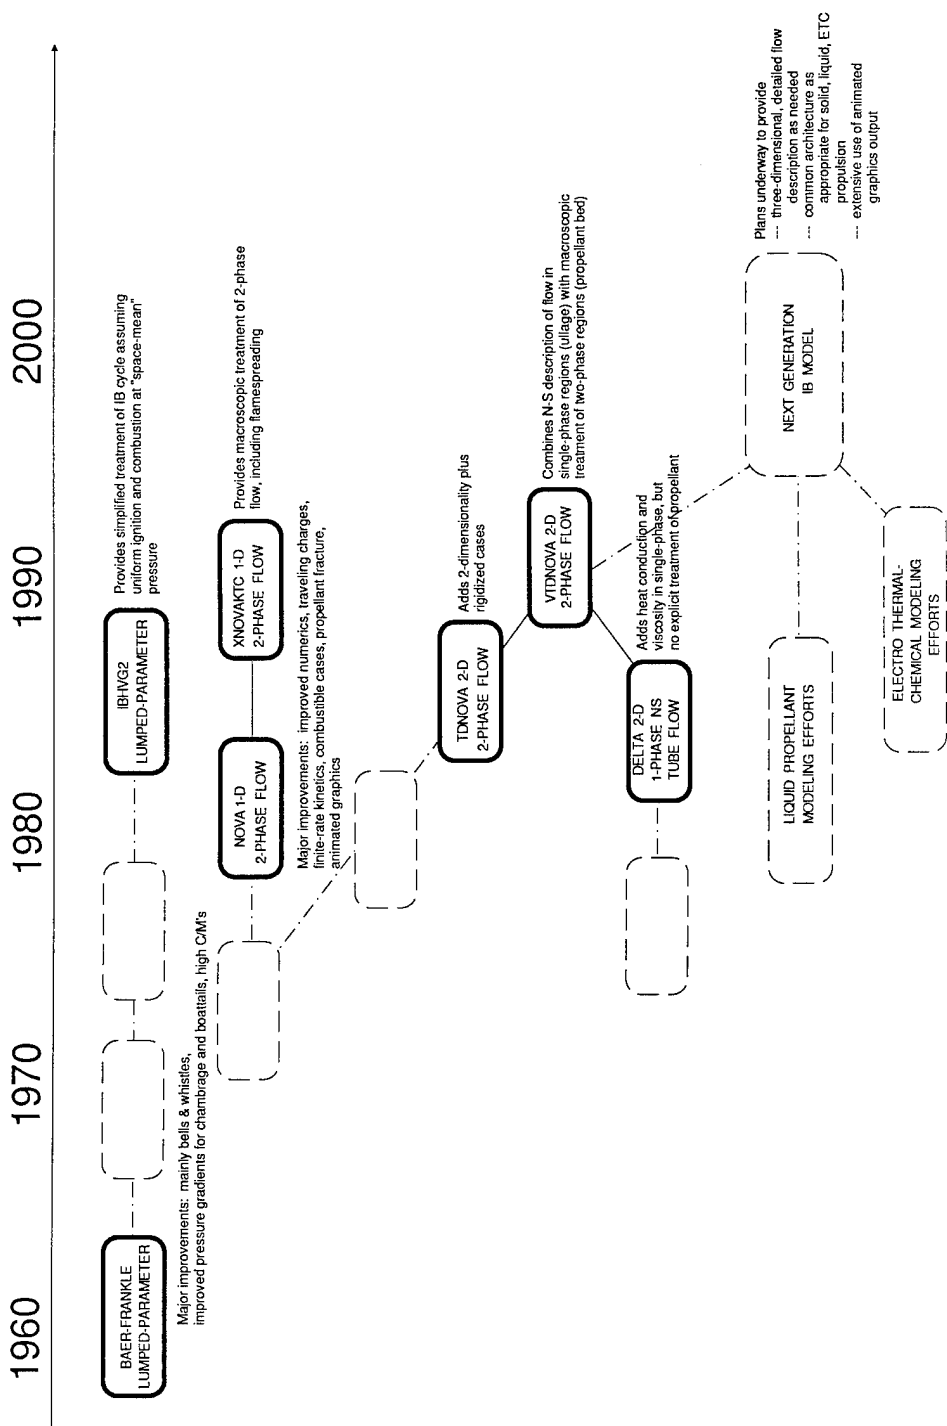 1960
1970
1980
1990
2000
BAER-FRANKLE
LUMPED-PARAMETER
IBHVG2
LUMPED-PARAMETER
Provides simplified treatment of IB cycle assuming
uniform ignition and combustion at "space-mean"
pressure
Major improvements: mainly bells & whistles,
improved pressure gradients for chambrage and boattails, high C/M's
NOVA 1-D
2-PHASE FLOW
XNOVAKTC 1-D
2-PHASE FLOW
Provides macroscopic treatment of 2-phase
flow, including flamespreading
Major improvements: improved numerics, traveling charges,
finite-rate kinetics, combustible cases, propellant fracture,
animated graphics
TDNOVA 2-D
2-PHASE FLOW
Adds 2-dimensionality plus
rigidized cases
VTDNOVA 2-D
2-PHASE FLOW
Combines N-S description of flow in
single-phase regions (ullage) with macroscopic
treatment of two-phase regions (propellant bed)
DELTA 2-D
1-PHASE NS
TUBE FLOW
Adds heat conduction and
viscosity in single-phase, but
no explicit treatment of propellant
LIQUID PROPELLANT
MODELING EFFORTS
NEXT GENERATION
IB MODEL
Plans underway to provide
--- three-dimensional, detailed flow
description as needed
--- common architecture as
appropriate for solid, liquid, ETC
propulsion
--- extensive use of animated
graphics output
ELECTRO THERMAL-
CHEMICAL MODELING
EFFORTS